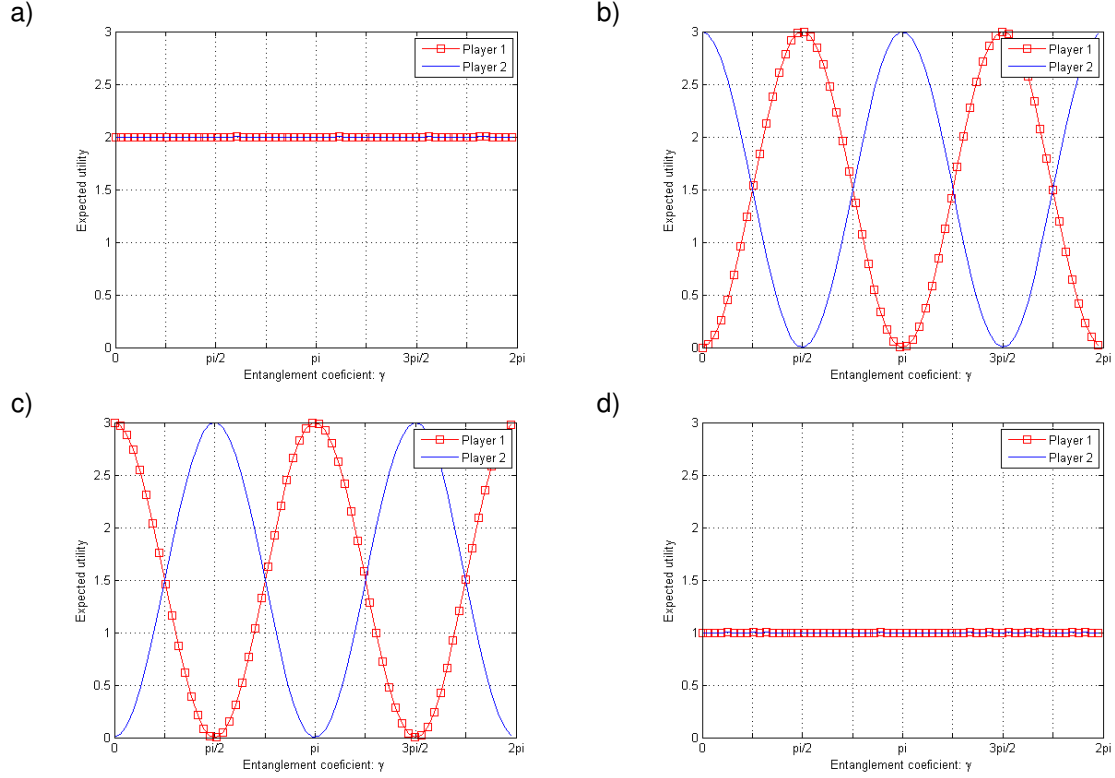 a)
3
2.5
2
1.5
1
0.5
0
Expected utility
0 pi/2 pi 3pi/2 2pi
Entanglement coeficient: γ
Player 1
Player 2
b)
3
2.5
2
1.5
1
0.5
0
Expected utility
0 pi/2 pi 3pi/2 2pi
Entanglement coeficient: γ
Player 1
Player 2
c)
3
2.5
2
1.5
1
0.5
0
Expected utility
0 pi/2 pi 3pi/2 2pi
Entanglement coeficient: γ
Player 1
Player 2
d)
3
2.5
2
1.5
1
0.5
0
Expected utility
0 pi/2 pi 3pi/2 2pi
Entanglement coeficient: γ
Player 1
Player 2